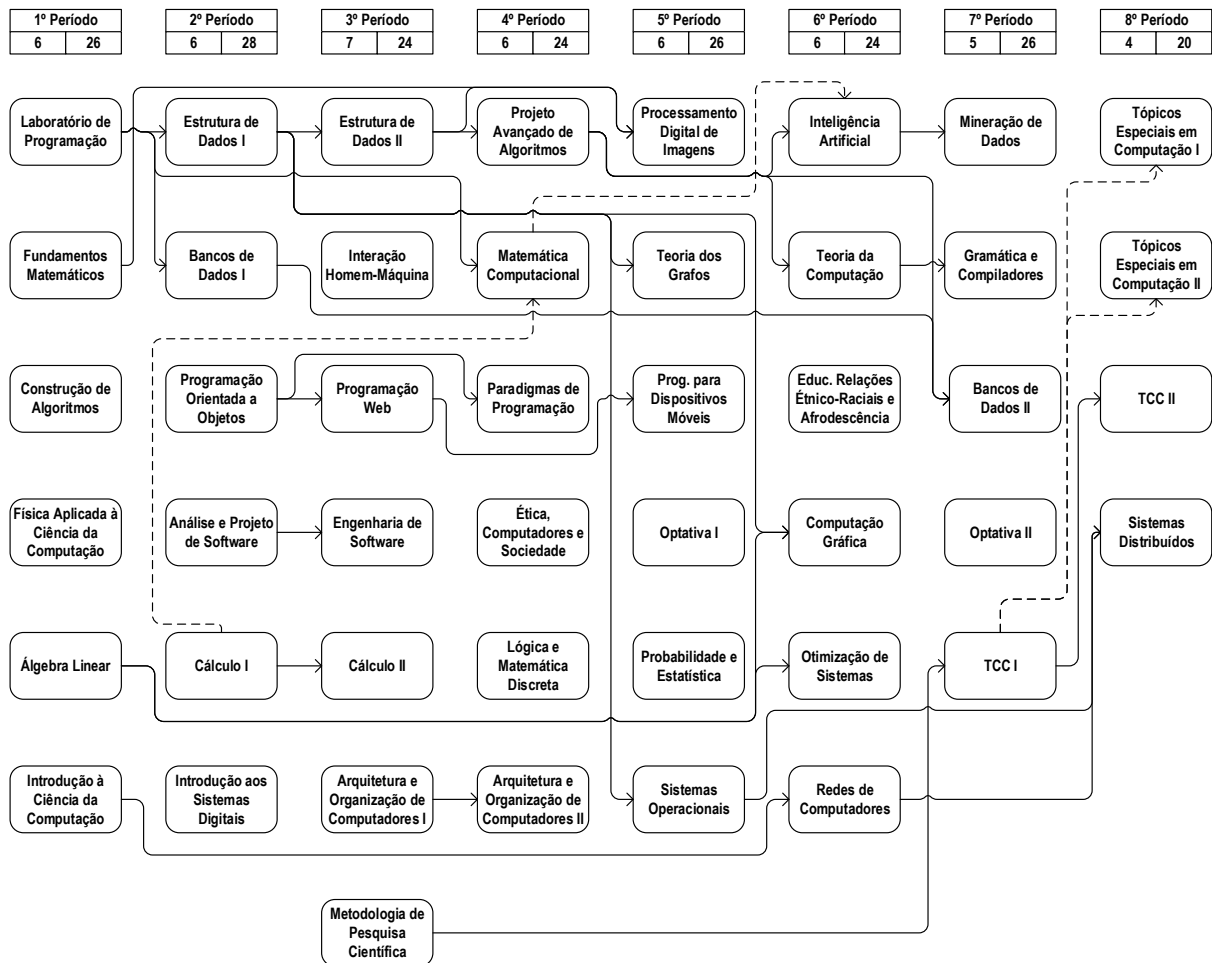 1º Período
6 26
2º Período
6 28
3º Período
7 24
4º Período
6 24
5º Período
6 26
6º Período
6 24
7º Período
5 26
8º Período
4 20
Laboratório de
Programação
Estrutura de
Dados I
Estrutura de
Dados II
Projeto
Avançado de
Algoritmos
Processamento
Digital de
Imagens
Inteligência
Artificial
Mineração de
Dados
Tópicos
Especiais em
Computação I
Fundamentos
Matemáticos
Bancos de
Dados I
Interação
Homem-Máquina
Matemática
Computacional
Teoria dos
Grafos
Teoria da
Computação
Gramática e
Compiladores
Tópicos
Especiais em
Computação II
Construção de
Algoritmos
Programação
Orientada a
Objetos
Programação
Web
Paradigmas de
Programação
Prog. para
Dispositivos
Móveis
Educ. Relações
Étnico-Raciais e
Afrodescência
Bancos de
Dados II
TCC II
Física Aplicada à
Ciência da
Computação
Análise e Projeto
de Software
Engenharia de
Software
Ética,
Computadores e
Sociedade
Optativa I
Computação
Gráfica
Optativa II
Sistemas
Distribuídos
Álgebra Linear
Cálculo I
Cálculo II
Lógica e
Matemática
Discreta
Probabilidade e
Estatística
Otimização de
Sistemas
TCC I
Introdução à
Ciência da
Computação
Introdução aos
Sistemas
Digitais
Arquitetura e
Organização de
Computadores I
Arquitetura e
Organização de
Computadores II
Sistemas
Operacionais
Redes de
Computadores
Metodologia de
Pesquisa
Científica